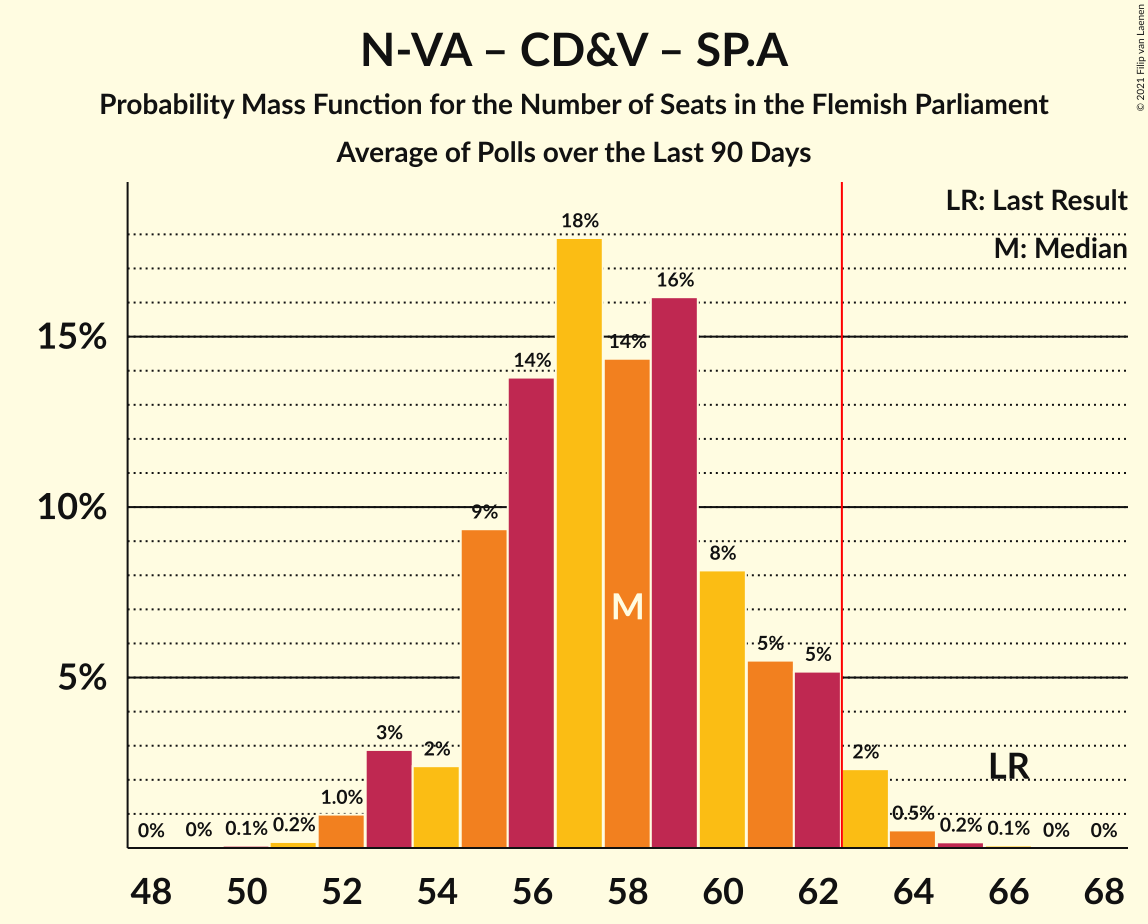 N-VA – CD&V – SP.A
Probability Mass Function for the Number of Seats in the Flemish Parliament
Average of Polls over the Last 90 Days
© 2021 Filip van Laenen
LR: Last Result
M: Median
15%
10%
5%
0%
0%
0.1%
0.2%
1.0%
3%
2%
9%
14%
18%
14%
16%
8%
5%
5%
2%
0.5%
0.2%
0.1%
0%
0%
M
LR
48 50 52 54 56 58 60 62 64 66 68